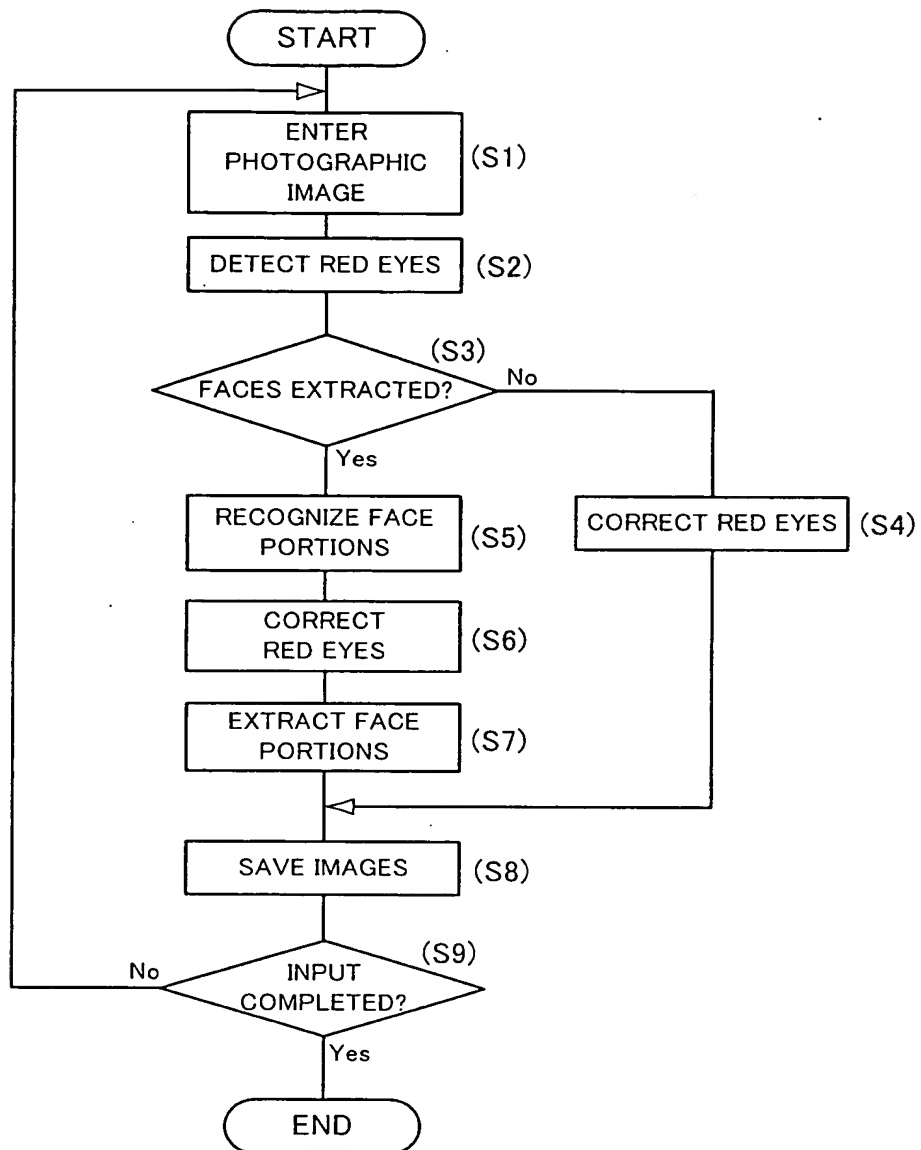 START
ENTER
PHOTOGRAPHIC
IMAGE
(S1)
DETECT RED EYES
(S2)
(S3)
FACES EXTRACTED?
No
Yes
RECOGNIZE FACE
PORTIONS
(S5)
CORRECT RED EYES
(S4)
CORRECT
RED EYES
(S6)
EXTRACT FACE
PORTIONS
(S7)
SAVE IMAGES
(S8)
(S9)
No
INPUT
COMPLETED?
Yes
END